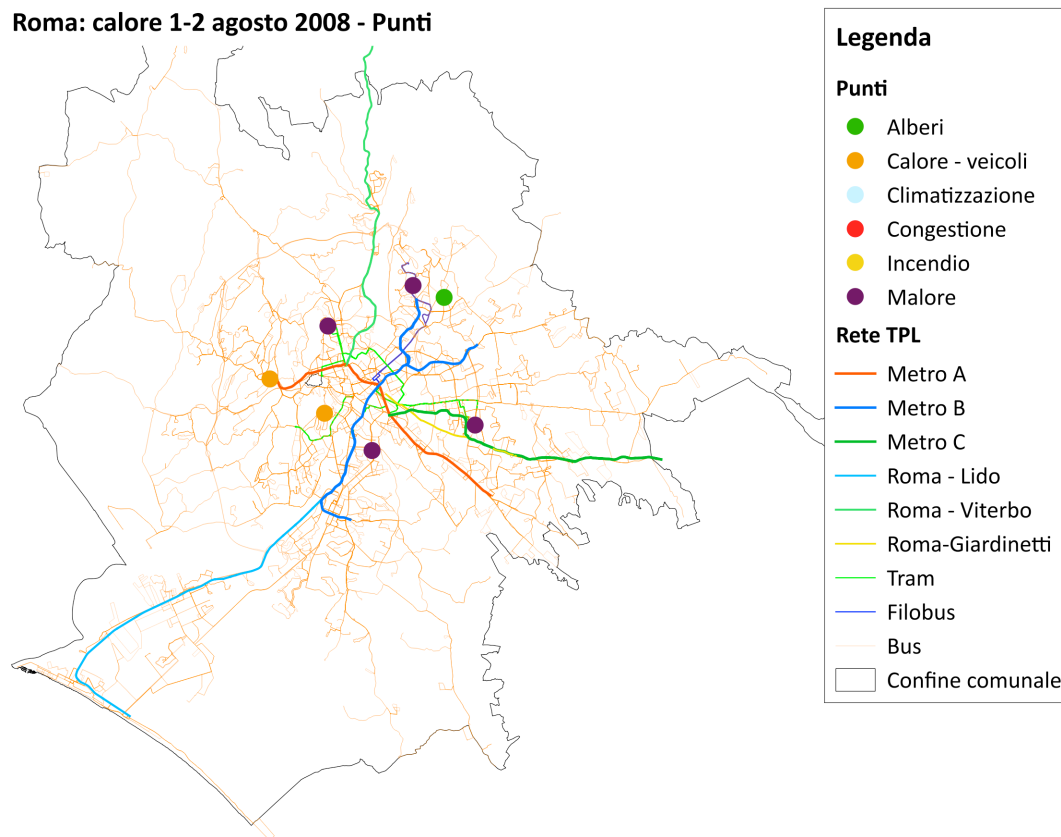 Roma: calore 1-2 agosto 2008 - Punti
Legenda
Punti
Alberi
Calore - veicoli
Climatizzazione
Congestione
Incendio
Malore
Rete TPL
Metro A
Metro B
Metro C
Roma - Lido
Roma - Viterbo
Roma-Giardinetti
Tram
Filobus
Bus
Confine comunale